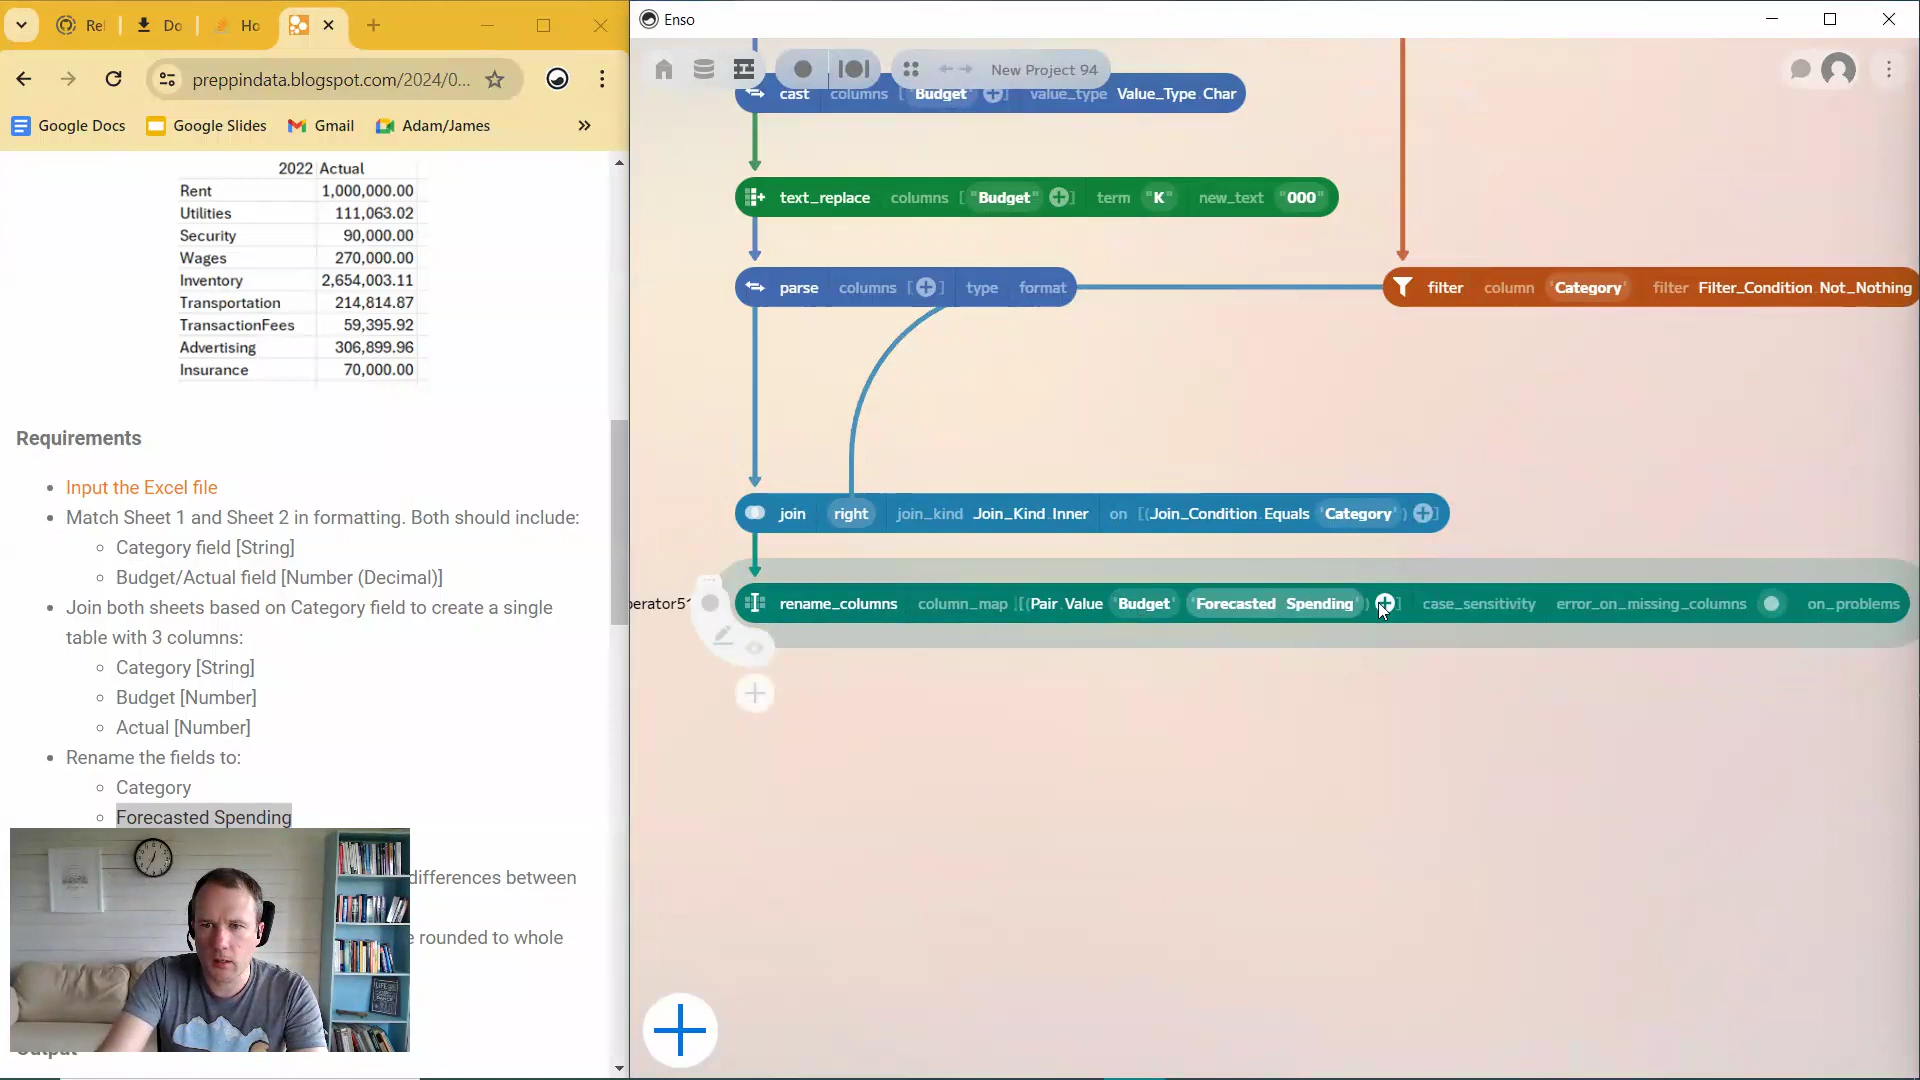 Rel
Do
Ho
preppindata.blogspot.com/2024/0...
Google Docs
Google Slides
Gmail
Adam/James
2022 Actual
Rent 1,000,000.00
Utilities 111,063.02
Security 90,000.00
Wages 270,000.00
Inventory 2,654,003.11
Transportation 214,814.87
TransactionFees 59,395.92
Advertising 306,899.96
Insurance 70,000.00
Requirements
Input the Excel file
Match Sheet 1 and Sheet 2 in formatting. Both should include:
Category field [String]
Budget/Actual field [Number (Decimal)]
Join both sheets based on Category field to create a single
table with 3 columns:
Category [String]
Budget [Number]
Actual [Number]
Rename the fields to:
Category
Forecasted Spending
differences between
rounded to whole
Output
Enso
New Project 94
cast columns ["Budget"] value_type Value_Type Char
text_replace columns ["Budget"] term "K" new_text "000"
parse columns [ ] type format
filter column 'Category' filter Filter_Condition Not_Nothing
join right join_kind Join_Kind Inner on [(Join_Condition Equals 'Category')]
perator5
rename_columns column_map [(Pair Value 'Budget' 'Forecasted Spending')] case_sensitivity error_on_missing_columns on_problems